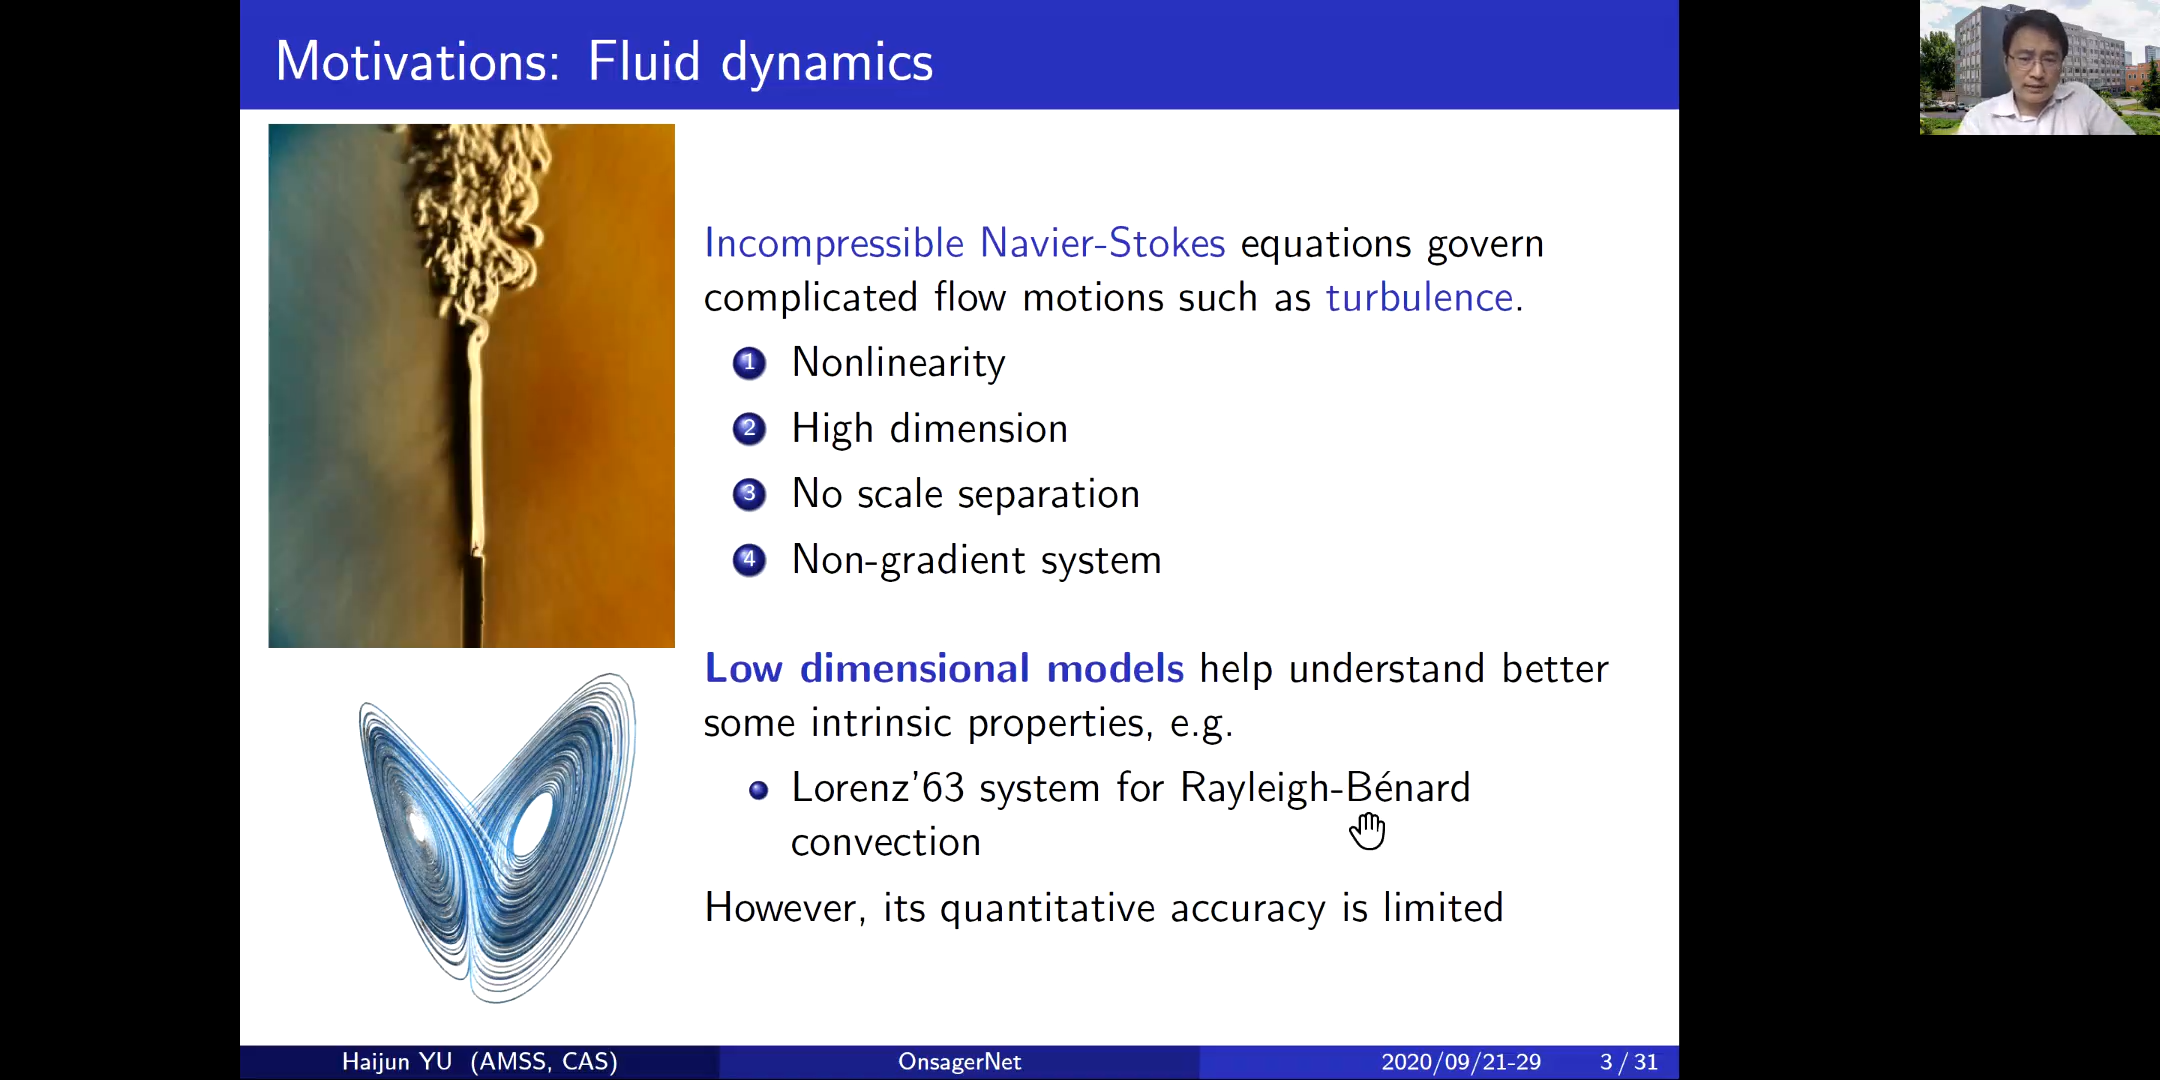 Motivations: Fluid dynamics
Incompressible Navier-Stokes equations govern
complicated flow motions such as turbulence.
1 Nonlinearity
2 High dimension
3 No scale separation
4 Non-gradient system
Low dimensional models help understand better
some intrinsic properties, e.g.
Lorenz'63 system for Rayleigh-Bénard
convection
However, its quantitative accuracy is limited
Haijun YU (AMSS, CAS) OnsagerNet 2020/09/21-29 3 / 31